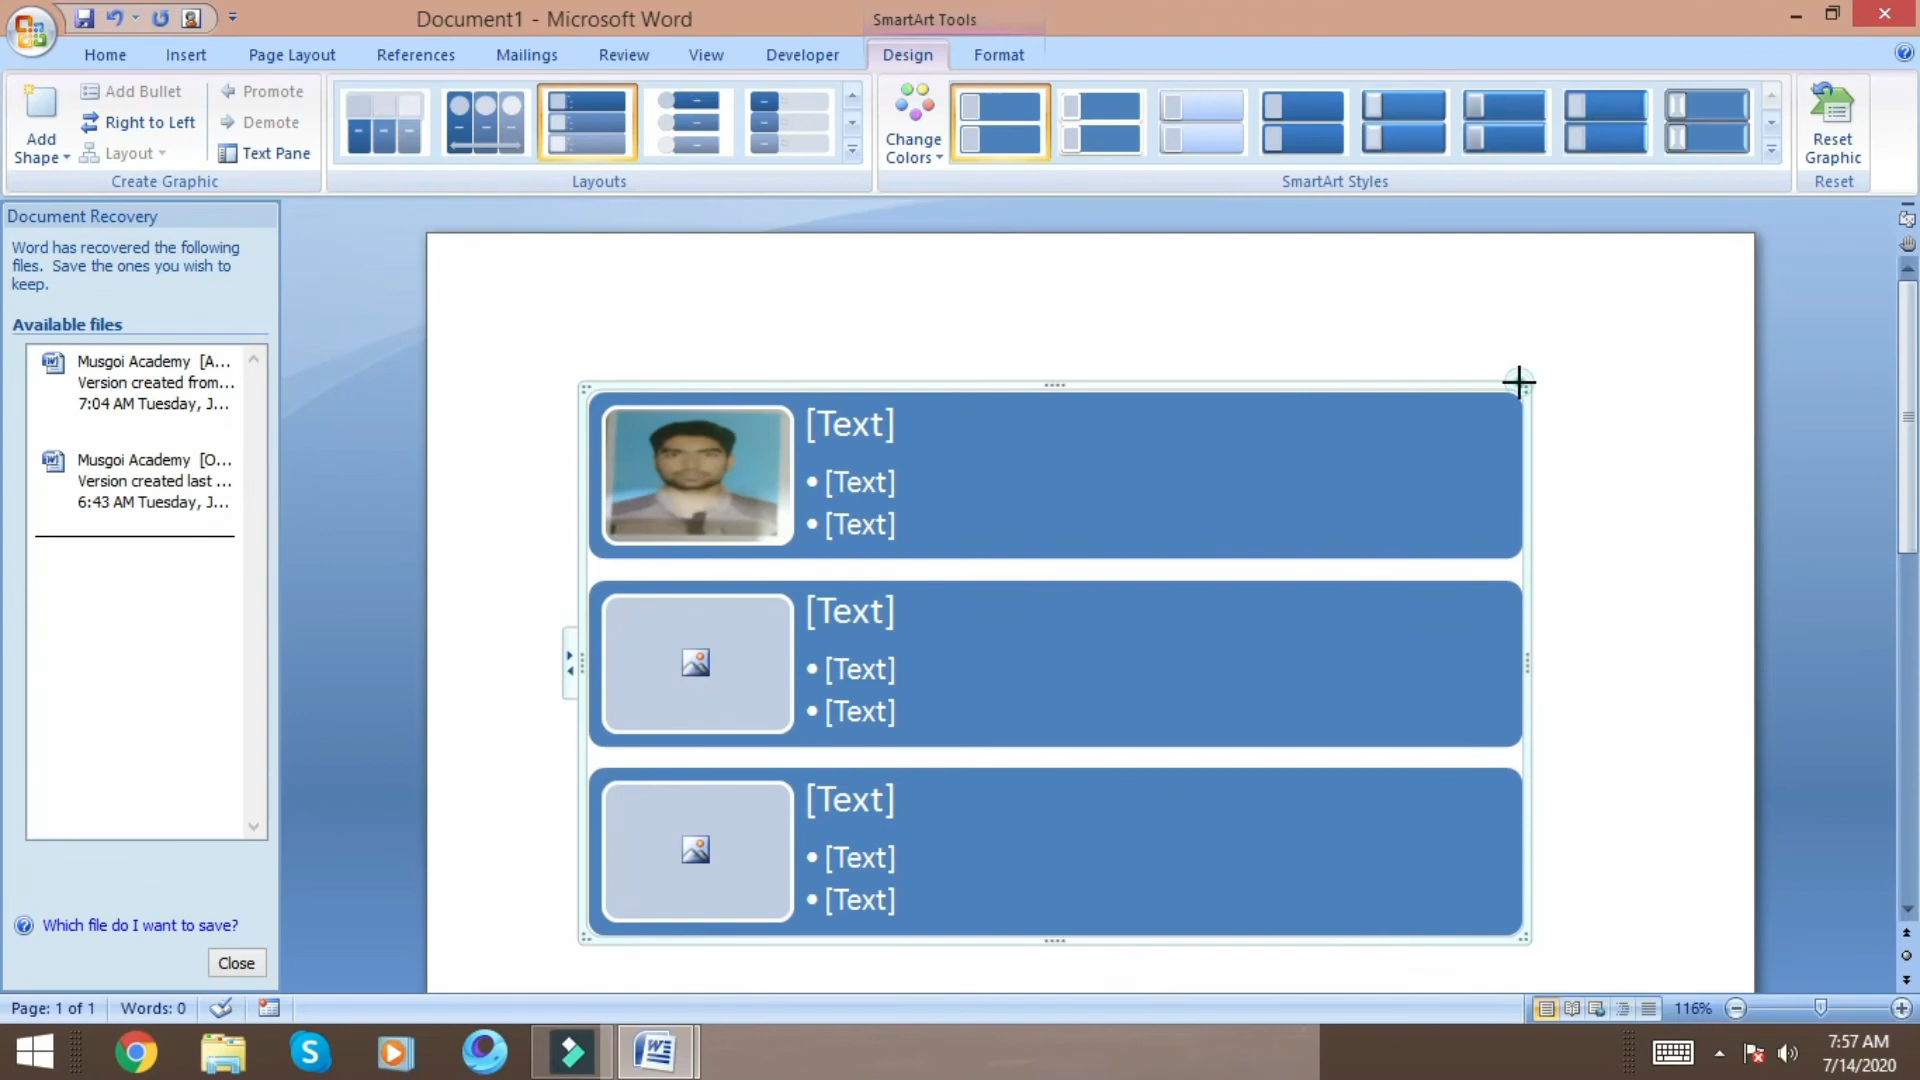 Document1 - Microsoft Word
SmartArt Tools
Home
Insert
Page Layout
References
Mailings
Review
View
Developer
Design
Format
Add Shape
Add Bullet
Right to Left
Layout
Promote
Demote
Text Pane
Create Graphic
Layouts
Change Colors
SmartArt Styles
Reset Graphic
Reset
Document Recovery
Word has recovered the following
files. Save the ones you wish to
keep.
Available files
Musgoi Academy [A...
Version created from...
7:04 AM Tuesday, J...
Musgoi Academy [O...
Version created last ...
6:43 AM Tuesday, J...
Which file do I want to save?
Close
[Text]
• [Text]
• [Text]
[Text]
• [Text]
• [Text]
[Text]
• [Text]
• [Text]
Page: 1 of 1
Words: 0
116%
7:57 AM
7/14/2020